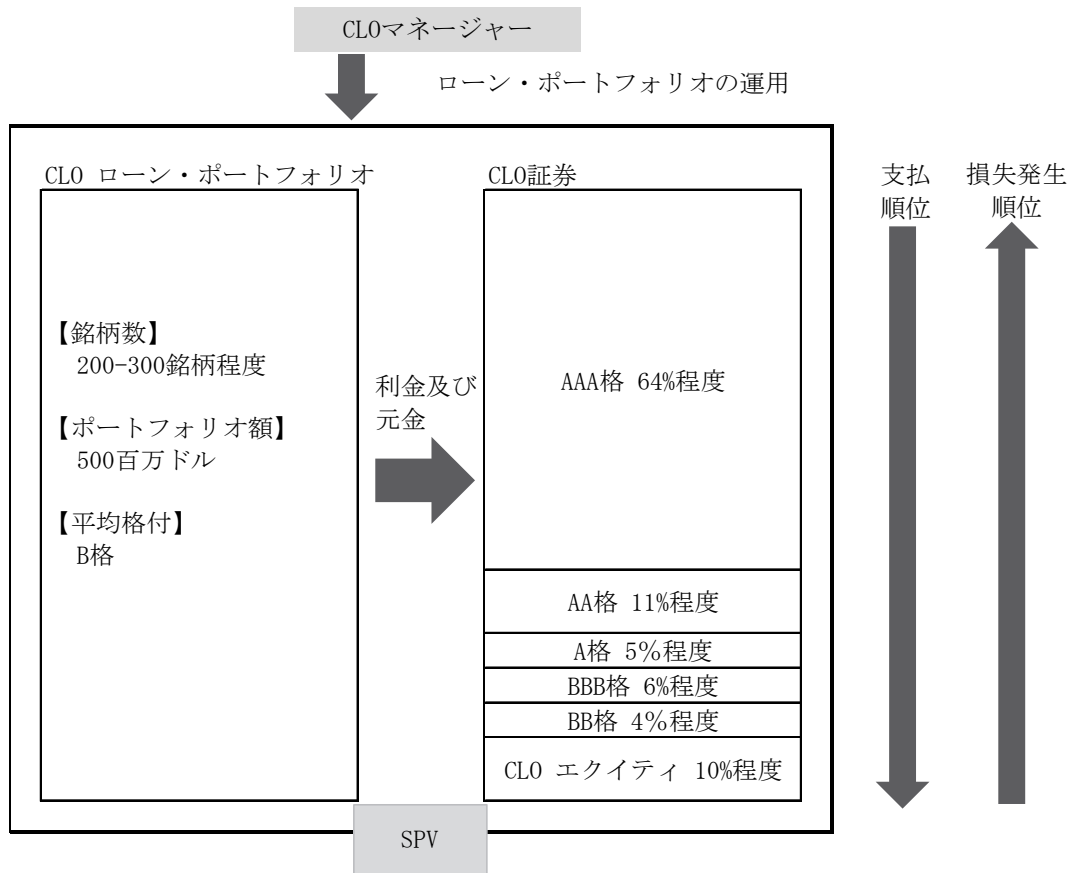 CLOマネージャー
ローン・ポートフォリオの運用
CLO ローン・ポートフォリオ
CLO証券
支払
順位
損失発生
順位
【銘柄数】
200-300銘柄程度
【ポートフォリオ額】
500百万ドル
【平均格付】
B格
利金及び
元金
AAA格 64%程度
AA格 11%程度
A格 5%程度
BBB格 6%程度
BB格 4%程度
CLO エクイティ 10%程度
SPV